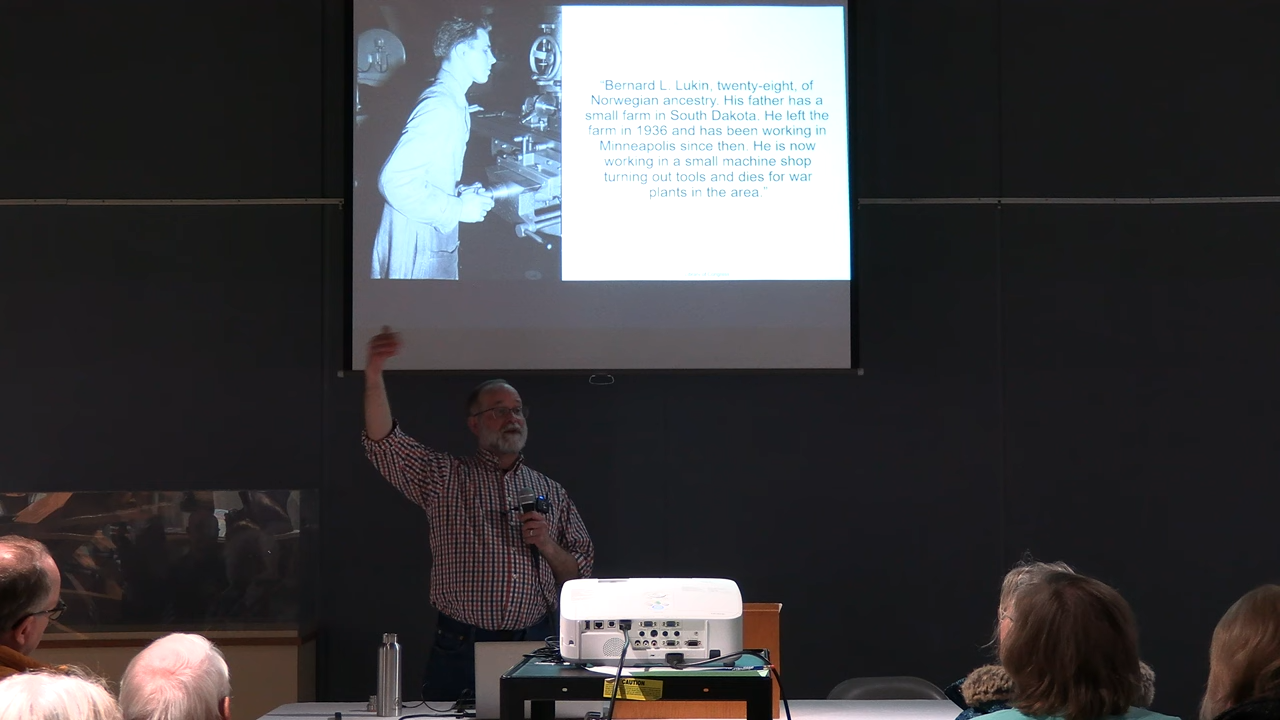 "Bernard L. Lukin, twenty-eight, of
Norwegian ancestry. His father has a
small farm in South Dakota. He left the
farm in 1936 and has been working in
Minneapolis since then. He is now
working in a small machine shop
turning out tools and dies for war
plants in the area."
CAUTION